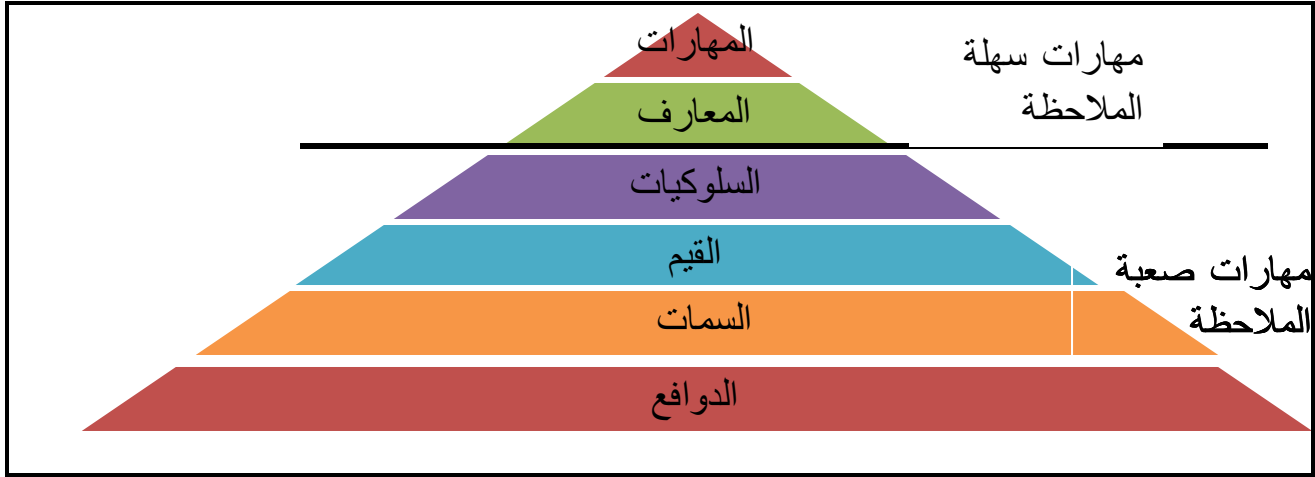 المهارات
مهارات سهلة
الملاحظة
المعارف
السلوكيات
القيم
مهارات صعبة
الملاحظة
السمات
الدوافع